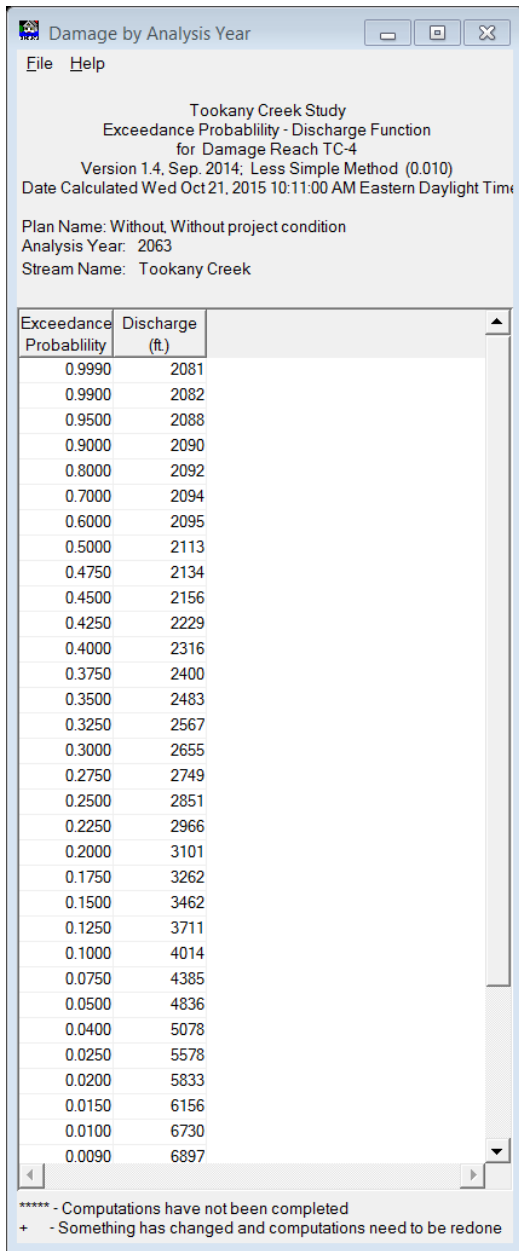 Damage by Analysis Year
File Help
Tookany Creek Study
Exceedance Probablility - Discharge Function
for Damage Reach TC-4
Version 1.4, Sep. 2014; Less Simple Method (0.010)
Date Calculated Wed Oct 21, 2015 10:11:00 AM Eastern Daylight Time
Plan Name: Without, Without project condition
Analysis Year: 2063
Stream Name: Tookany Creek
Exceedance Discharge
Probablility (ft.)
0.9990 2081
0.9900 2082
0.9500 2088
0.9000 2090
0.8000 2092
0.7000 2094
0.6000 2095
0.5000 2113
0.4750 2134
0.4500 2156
0.4250 2229
0.4000 2316
0.3750 2400
0.3500 2483
0.3250 2567
0.3000 2655
0.2750 2749
0.2500 2851
0.2250 2966
0.2000 3101
0.1750 3262
0.1500 3462
0.1250 3711
0.1000 4014
0.0750 4385
0.0500 4836
0.0400 5078
0.0250 5578
0.0200 5833
0.0150 6156
0.0100 6730
0.0090 6897
***** - Computations have not been completed
+ - Something has changed and computations need to be redone